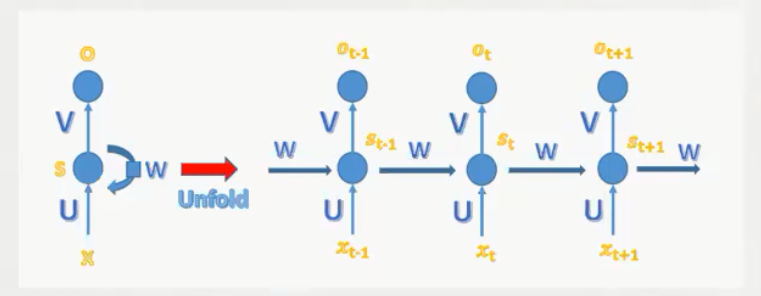 O
o_{t-1}
o_t
o_{t+1}
V
V
V
V
s_{t-1}
s_t
s_{t+1}
S
W
W
W
W
W
Unfold
U
U
U
U
X
x_{t-1}
x_t
x_{t+1}